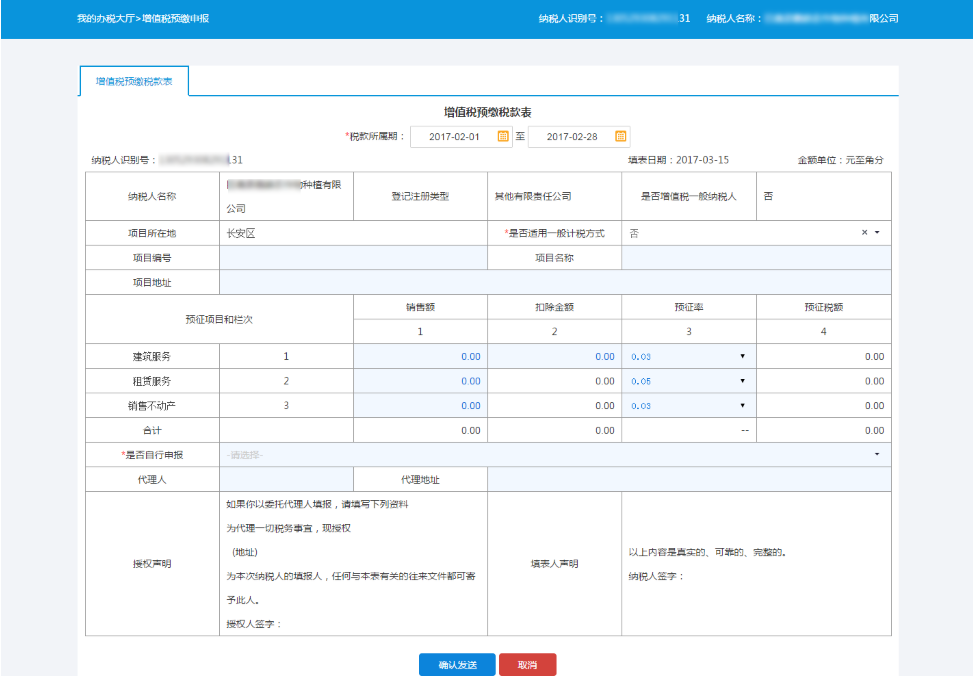 我的办税大厅>增值税预缴申报
纳税人识别号： 31 纳税人名称： 限公司
增值税预缴税款表
增值税预缴税款表
*税款所属期： 2017-02-01 至 2017-02-28
纳税人识别号： 31 填表日期：2017-03-15 金额单位：元至角分
纳税人名称 种植有限公司 登记注册类型 其他有限责任公司 是否增值税一般纳税人 否
项目所在地 长安区 *是否适用一般计税方式 否 ×
项目编号 项目名称
项目地址
预征项目和栏次 销售额 扣除金额 预征率 预征税额
1 2 3 4
建筑服务 1 0.00 0.00 0.03 0.00
租赁服务 2 0.00 0.00 0.05 0.00
销售不动产 3 0.00 0.00 0.03 0.00
合计 0.00 0.00 -- 0.00
*是否自行申报 -请选择-
代理人 代理地址
授权声明
如果你以委托代理人填报，请填写下列资料
为代理一切税务事宜，现授权
（地址）
为本次纳税人的填报人，任何与本表有关的往来文件都可寄
予此人。
授权人签字：
填表人声明
以上内容是真实的、可靠的、完整的。
纳税人签字：
确认发送 取消